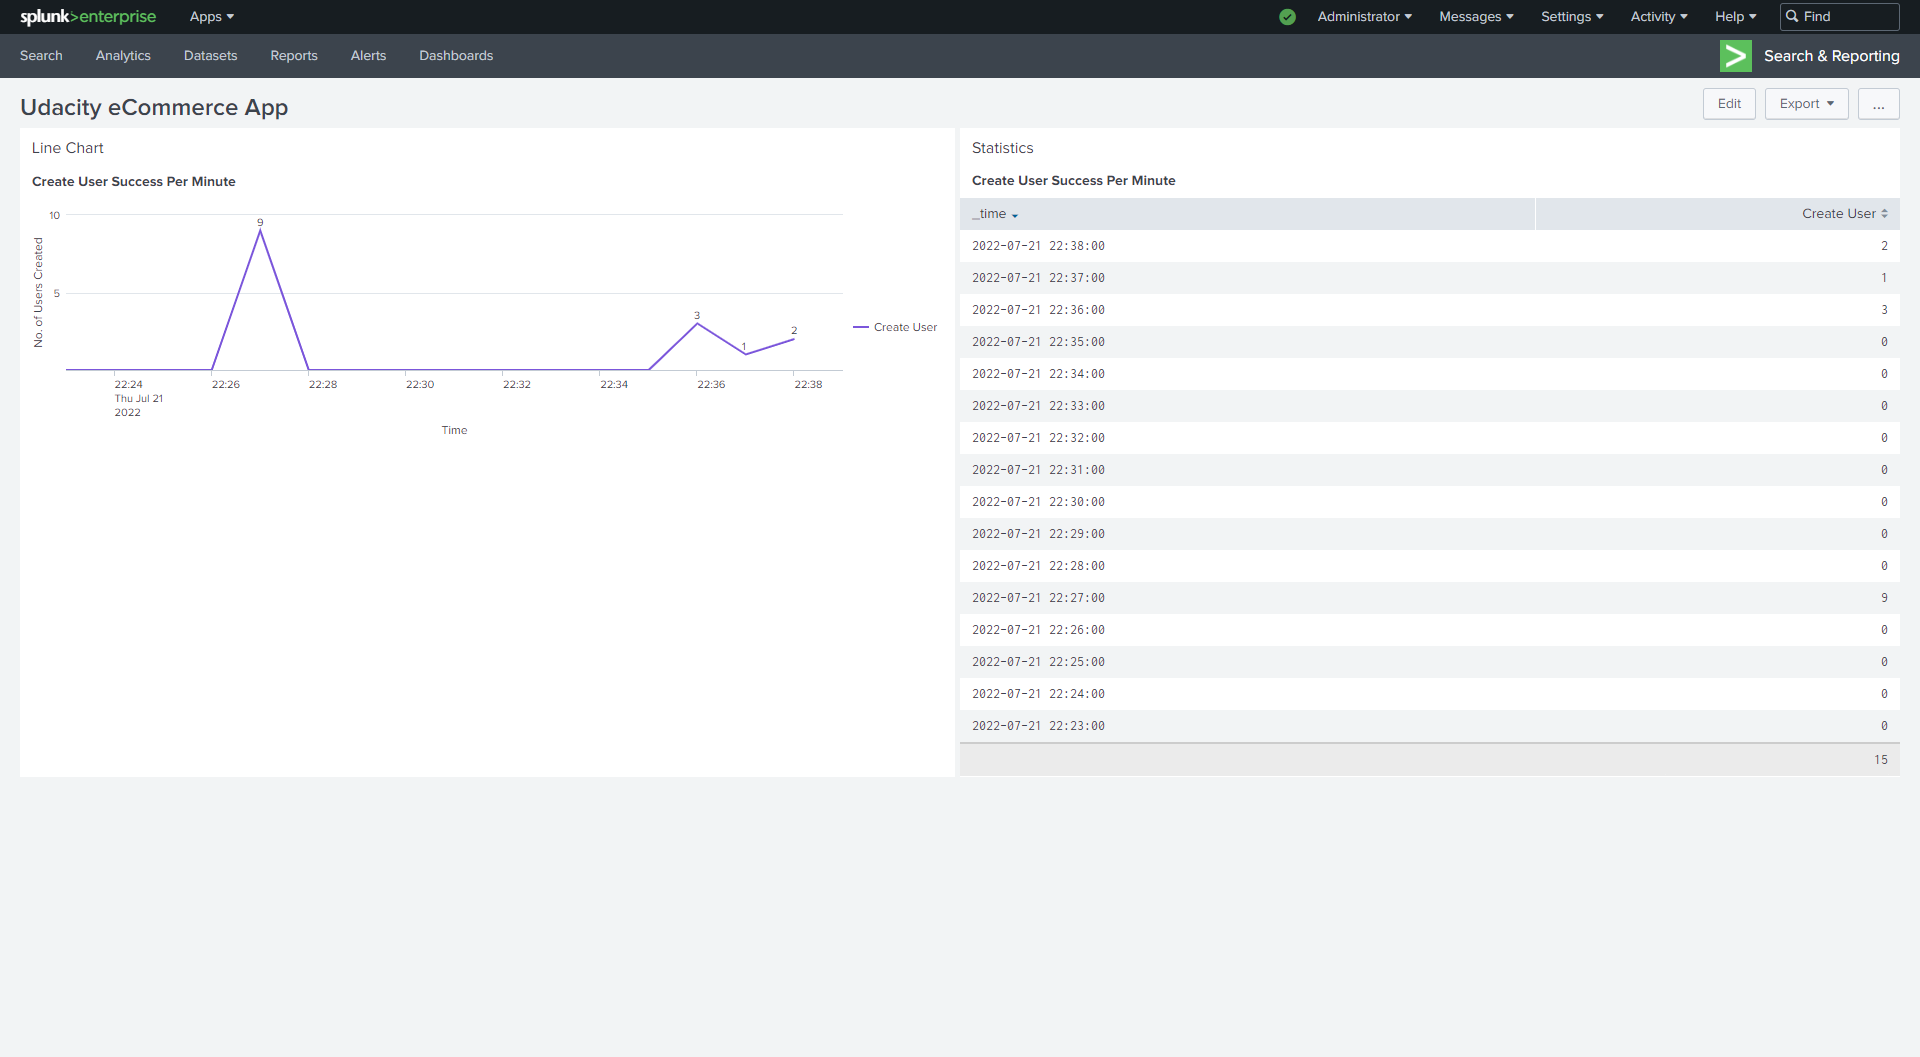 splunk>enterprise Apps Administrator Messages Settings Activity Help Find
Search Analytics Datasets Reports Alerts Dashboards Search & Reporting
Udacity eCommerce App Edit Export ...
Line Chart
Create User Success Per Minute
10
5
No. of Users Created
9
3
1
2
Create User
22:24 22:26 22:28 22:30 22:32 22:34 22:36 22:38
Thu Jul 21
2022
Time
Statistics
Create User Success Per Minute
_time Create User
2022-07-21 22:38:00 2
2022-07-21 22:37:00 1
2022-07-21 22:36:00 3
2022-07-21 22:35:00 0
2022-07-21 22:34:00 0
2022-07-21 22:33:00 0
2022-07-21 22:32:00 0
2022-07-21 22:31:00 0
2022-07-21 22:30:00 0
2022-07-21 22:29:00 0
2022-07-21 22:28:00 0
2022-07-21 22:27:00 9
2022-07-21 22:26:00 0
2022-07-21 22:25:00 0
2022-07-21 22:24:00 0
2022-07-21 22:23:00 0
15